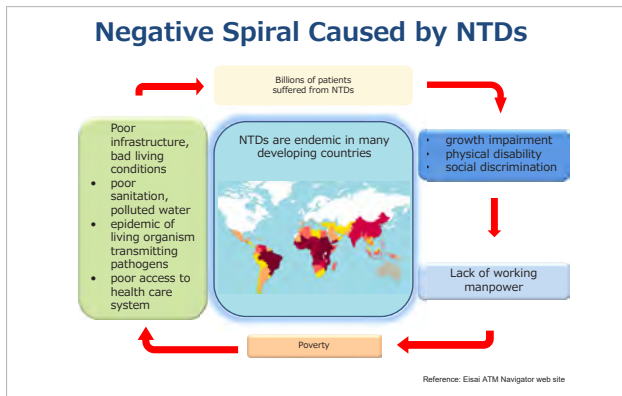 Negative Spiral Caused by NTDs
Billions of patients
suffered from NTDs
Poor
infrastructure,
bad living
conditions
• poor
sanitation,
polluted water
• epidemic of
living organism
transmitting
pathogens
• poor access to
health care
system
NTDs are endemic in many
developing countries
• growth impairment
• physical disability
• social discrimination
Lack of working
manpower
Poverty
Reference: Eisai ATM Navigator web site